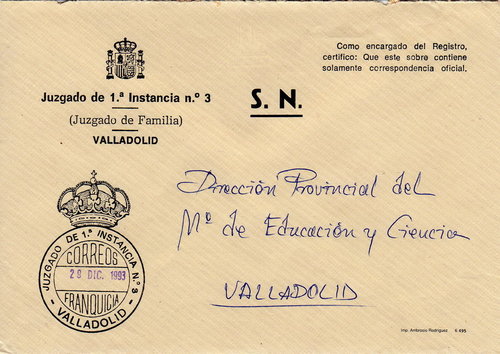 Como encargado del Registro,
certifico: Que este sobre contiene
solamente correspondencia oficial.
Juzgado de 1.ª Instancia n.º 3
(Juzgado de Familia)
VALLADOLID
S. N.
Dirección Provincial del
Mº de Educación y Ciencia
VALLADOLID
JUZGADO DE 1.ª INSTANCIA N.º 3
CORREOS
29 DIC. 1993
FRANQUICIA
- VALLADOLID -
Imp. Ambrosio Rodríguez 6 495